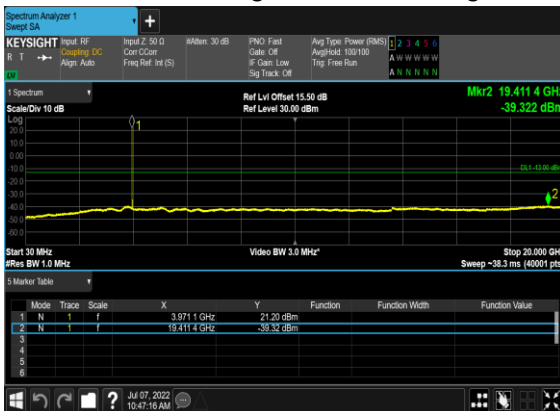 Spectrum Analyzer 1
Swept SA
KEYSIGHT Input: RF Input Z: 50 Ω #Atten: 30 dB PNO: Fast Avg Type: Power (RMS) 1 2 3 4 5 6
R T Coupling: DC Corr CCorr Gate: Off Avg|Hold: 100/100 A W W W W W
Align: Auto Freq Ref: Int (S) IF Gain: Low Trig: Free Run
Sig Track: Off A N N N N N
1 Spectrum Ref Lvl Offset 15.50 dB Mkr2 19.411 4 GHz
Scale/Div 10 dB Ref Level 30.00 dBm -39.322 dBm
Log
20.0
10.0
0.00
-10.0
DL1 -13.00 dBm
-20.0
-30.0
-40.0
-50.0
-60.0
1
2
Start 30 MHz Video BW 3.0 MHz* Stop 20.000 GH
#Res BW 1.0 MHz Sweep ~38.3 ms (40001 pts
5 Marker Table
Mode Trace Scale X Y Function Function Width Function Value
1 N 1 f 3.971 1 GHz 21.20 dBm
2 N 1 f 19.411 4 GHz -39.32 dBm
3
4
5
6
? Jul 07, 2022
10:47:16 AM